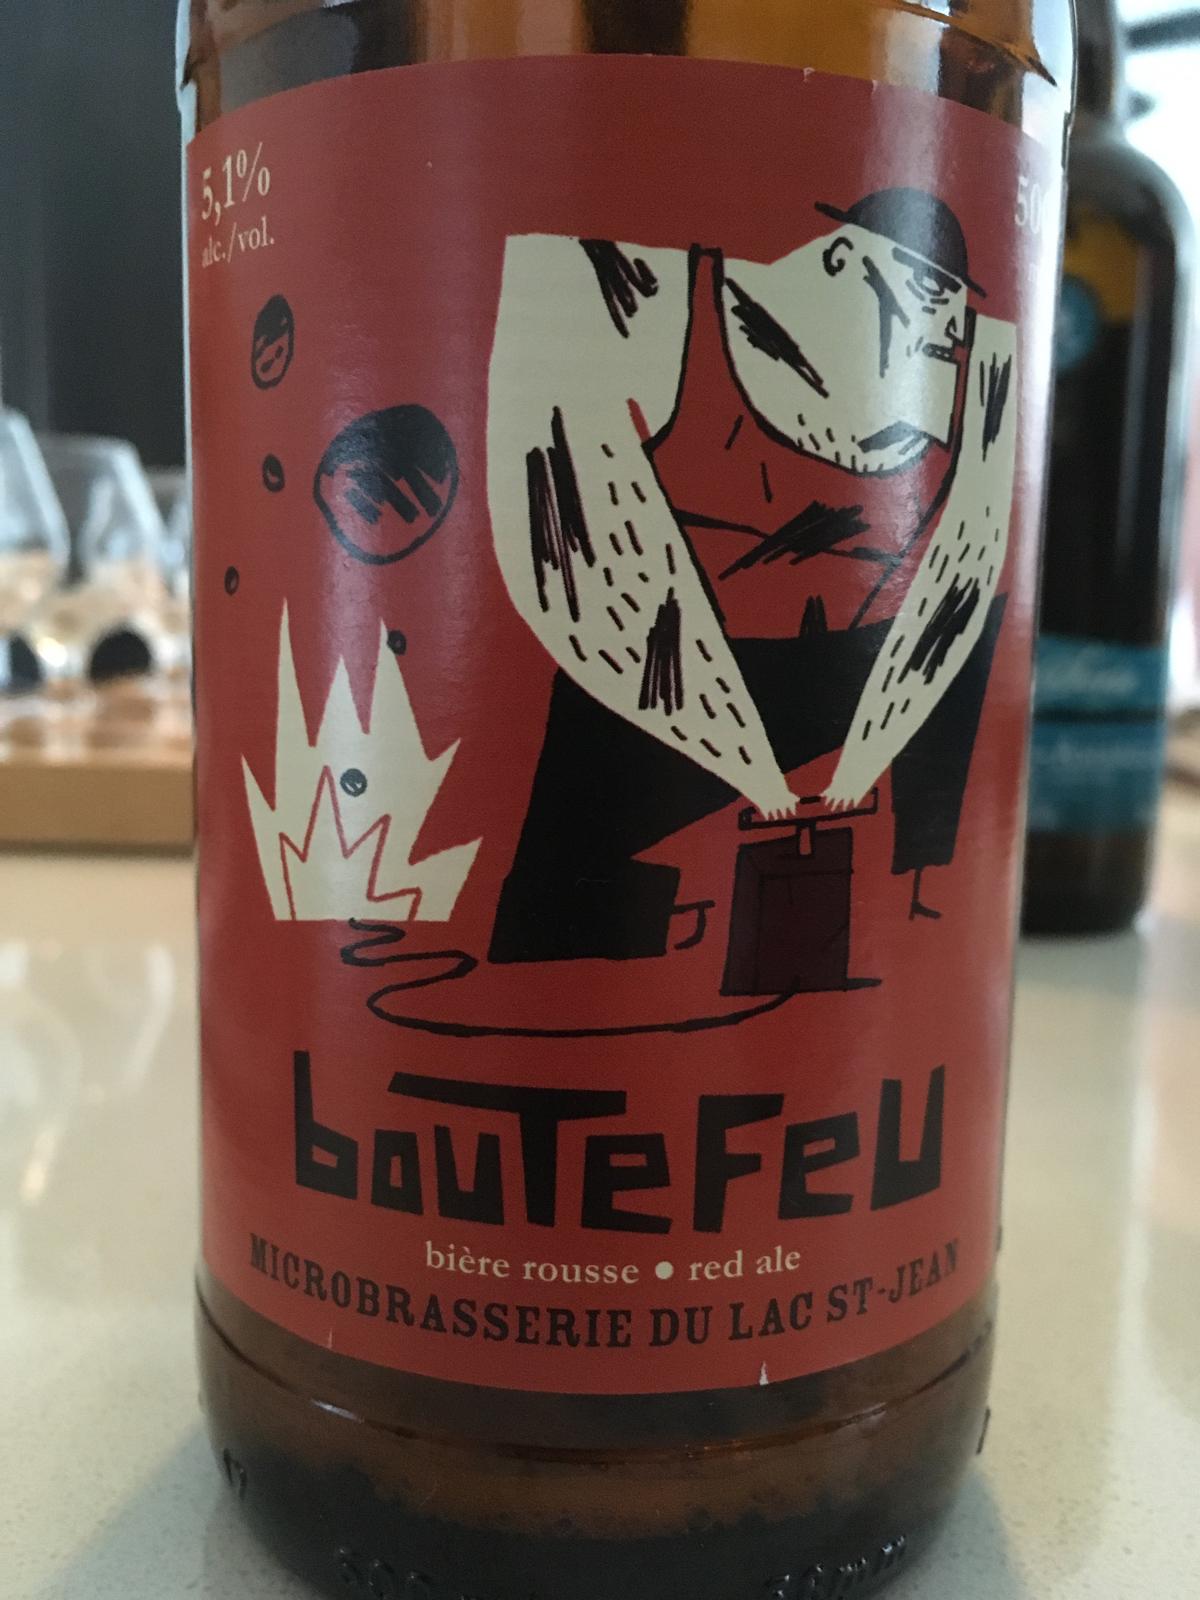 5,1%
alc./vol.
bouTeFeU
bière rousse • red ale
MICROBRASSERIE DU LAC ST-JEAN